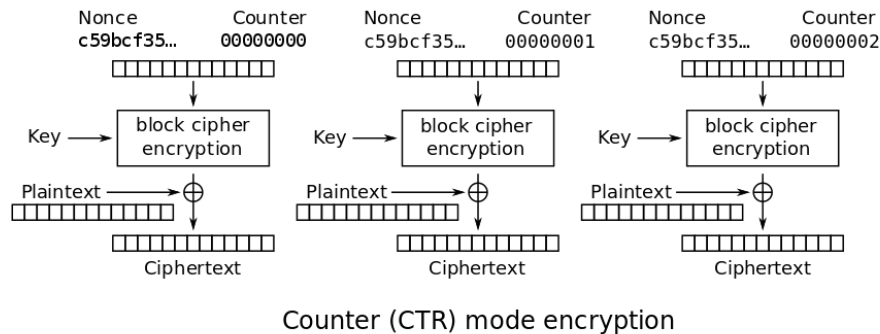 Nonce Counter Nonce Counter Nonce Counter
c59bcf35… 00000000 c59bcf35… 00000001 c59bcf35… 00000002
block cipher encryption block cipher encryption block cipher encryption
Key Key Key
Plaintext Plaintext Plaintext
Ciphertext Ciphertext Ciphertext
Counter (CTR) mode encryption